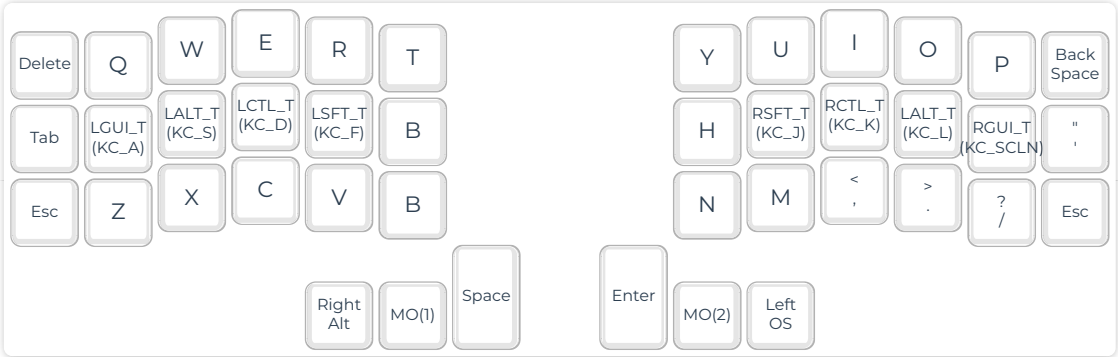 Delete
Q
W
E
R
T
Y
U
I
O
P
Back
Space
Tab
LGUI_T
(KC_A)
LALT_T
(KC_S)
LCTL_T
(KC_D)
LSFT_T
(KC_F)
B
H
RSFT_T
(KC_J)
RCTL_T
(KC_K)
LALT_T
(KC_L)
RGUI_T
(KC_SCLN)
"
'
Esc
Z
X
C
V
B
N
M
<
,
>
.
?
/
Esc
Right
Alt
MO(1)
Space
Enter
MO(2)
Left
OS